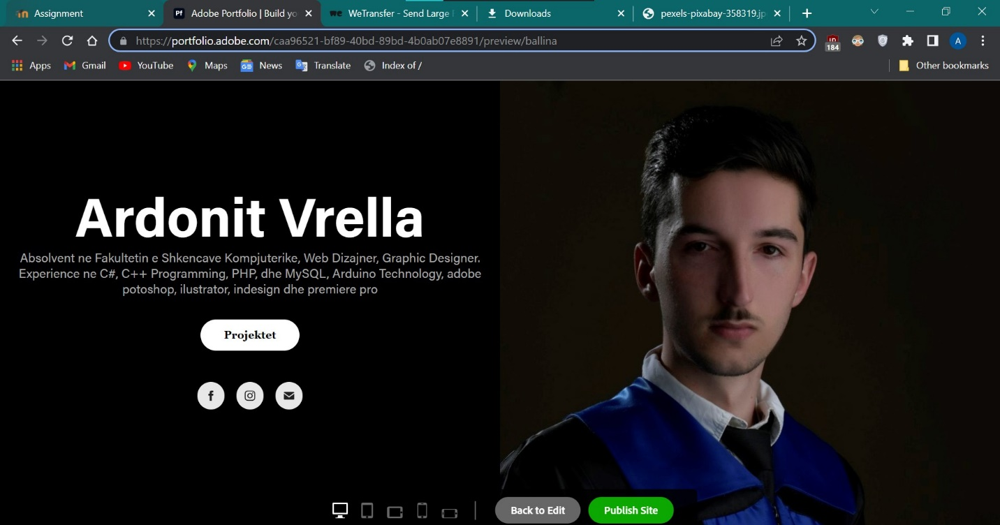 Assignment
Adobe Portfolio | Build yo
WeTransfer - Send Large
Downloads
pexels-pixabay-358319.jp
https://portfolio.adobe.com/caa96521-bf89-40bd-89bd-4b0ab07e8891/preview/ballina
184
A
Apps
Gmail
YouTube
Maps
News
Translate
Index of /
Other bookmarks
Ardonit Vrella
Absolvent ne Fakultetin e Shkencave Kompjuterike, Web Dizajner, Graphic Designer.
Experience ne C#, C++ Programming, PHP, dhe MySQL, Arduino Technology, adobe
potoshop, ilustrator, indesign dhe premiere pro
Projektet
Back to Edit
Publish Site